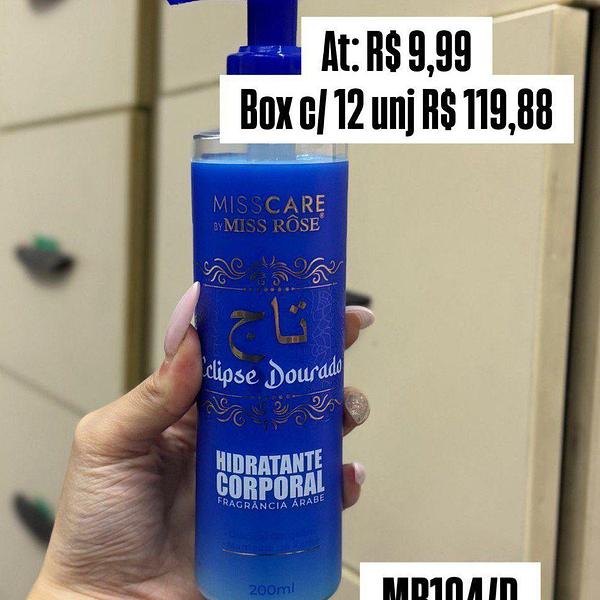 At: R$ 9,99
Box c/ 12 unj R$ 119,88
MISSCARE
BY MISS RÔSE®
تاج
Eclipse Dourado
HIDRATANTE
CORPORAL
FRAGRÂNCIA ÁRABE
200ml
MR104/D